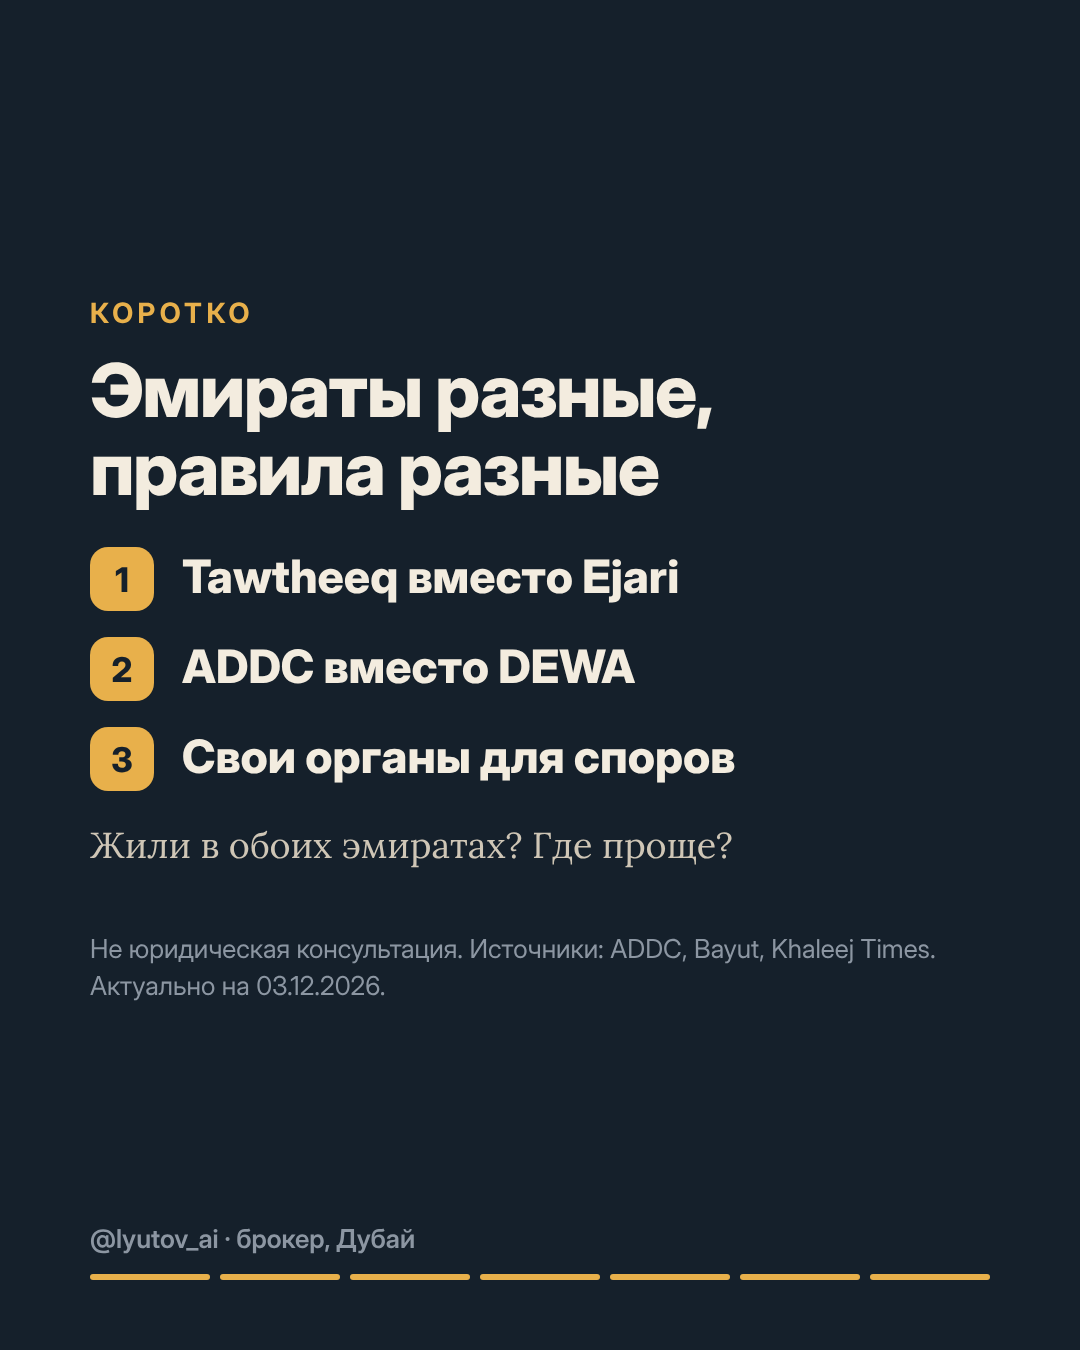 КОРОТКО
Эмираты разные,
правила разные
1 Tawtheeq вместо Ejari
2 ADDC вместо DEWA
3 Свои органы для споров
Жили в обоих эмиратах? Где проще?
Не юридическая консультация. Источники: ADDC, Bayut, Khaleej Times.
Актуально на 03.12.2026.
@lyutov_ai · брокер, Дубай